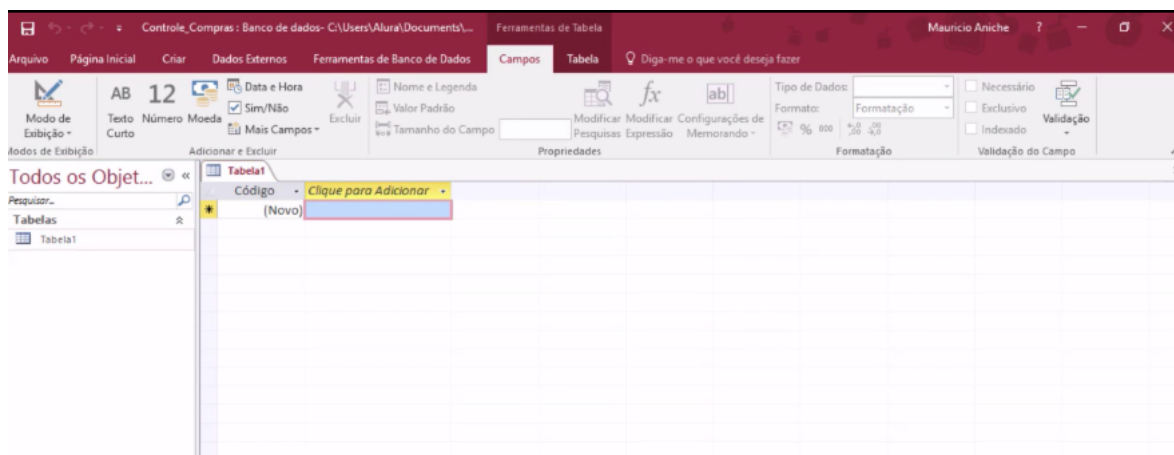 Controle_Compras : Banco de dados- C:\Users\Alura\Documents\... Ferramentas de Tabela Mauricio Aniche ?
Arquivo Página Inicial Criar Dados Externos Ferramentas de Banco de Dados Campos Tabela Diga-me o que você deseja fazer
Modo de Exibição
AB Texto Curto
12 Número
Moeda
Data e Hora
Sim/Não
Mais Campos
Excluir
Nome e Legenda
Valor Padrão
Tamanho do Campo
Modificar Pesquisas
fx Modificar Expressão
ab Configurações de Memorando
Tipo de Dados:
Formato: Formatação
% 000
Necessário
Exclusivo
Indexado
Validação
Modos de Exibição Adicionar e Excluir Propriedades Formatação Validação do Campo
Todos os Objet... «
Pesquisar...
Tabelas
Tabela1
Tabela1
Código Clique para Adicionar
* (Novo)